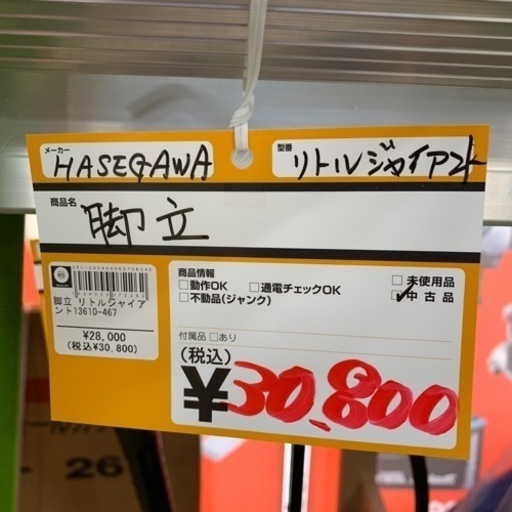 メーカー
HASEGAWA
型番
リトルジャイアント
商品名
脚立
脚立 リトルジャイア
ント13610-467
¥28,000
(税込¥30,800)
商品情報
□動作OK □通電チェックOK
□不動品(ジャンク)
□未使用品
☑中古品
付属品 □あり
(税込)
¥30.800
26